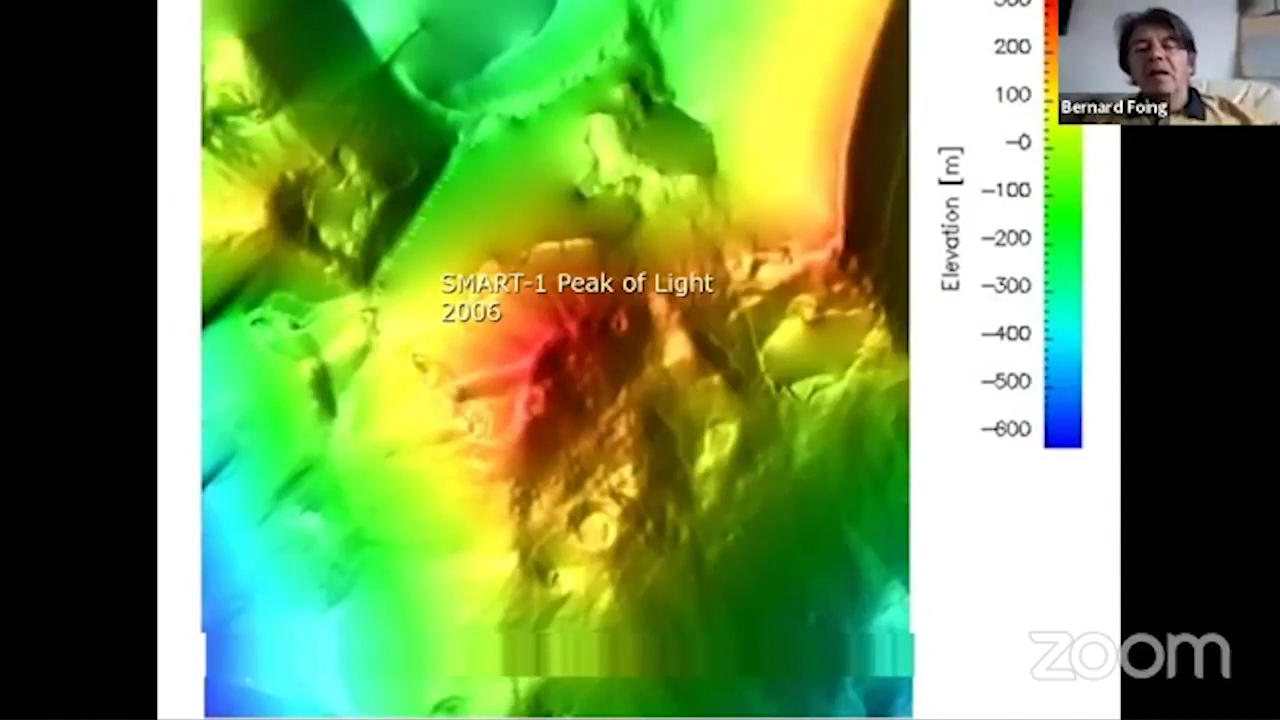 SMART-1 Peak of Light
2006
Elevation [m]
300
200
100
−0
−100
−200
−300
−400
−500
−600
Bernard Foing
zoom